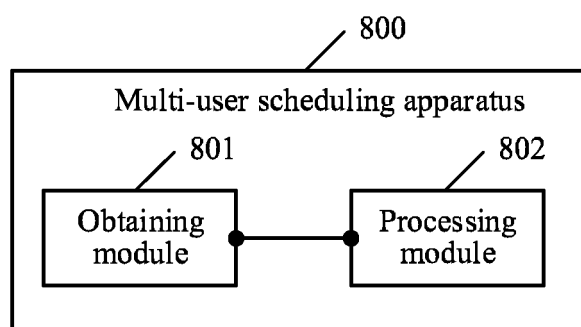 800
Multi-user scheduling apparatus
801
802
Obtaining
module
Processing
module